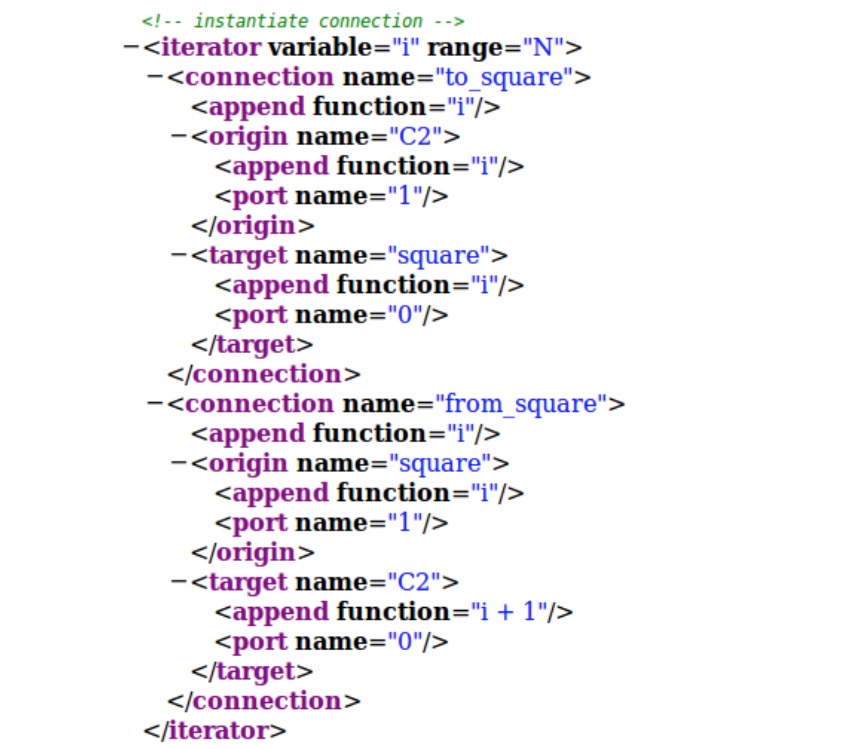 <!-- instantiate connection -->
−<iterator variable="i" range="N">
−<connection name="to_square">
<append function="i"/>
−<origin name="C2">
<append function="i"/>
<port name="1"/>
</origin>
−<target name="square">
<append function="i"/>
<port name="0"/>
</target>
</connection>
−<connection name="from_square">
<append function="i"/>
−<origin name="square">
<append function="i"/>
<port name="1"/>
</origin>
−<target name="C2">
<append function="i + 1"/>
<port name="0"/>
</target>
</connection>
</iterator>